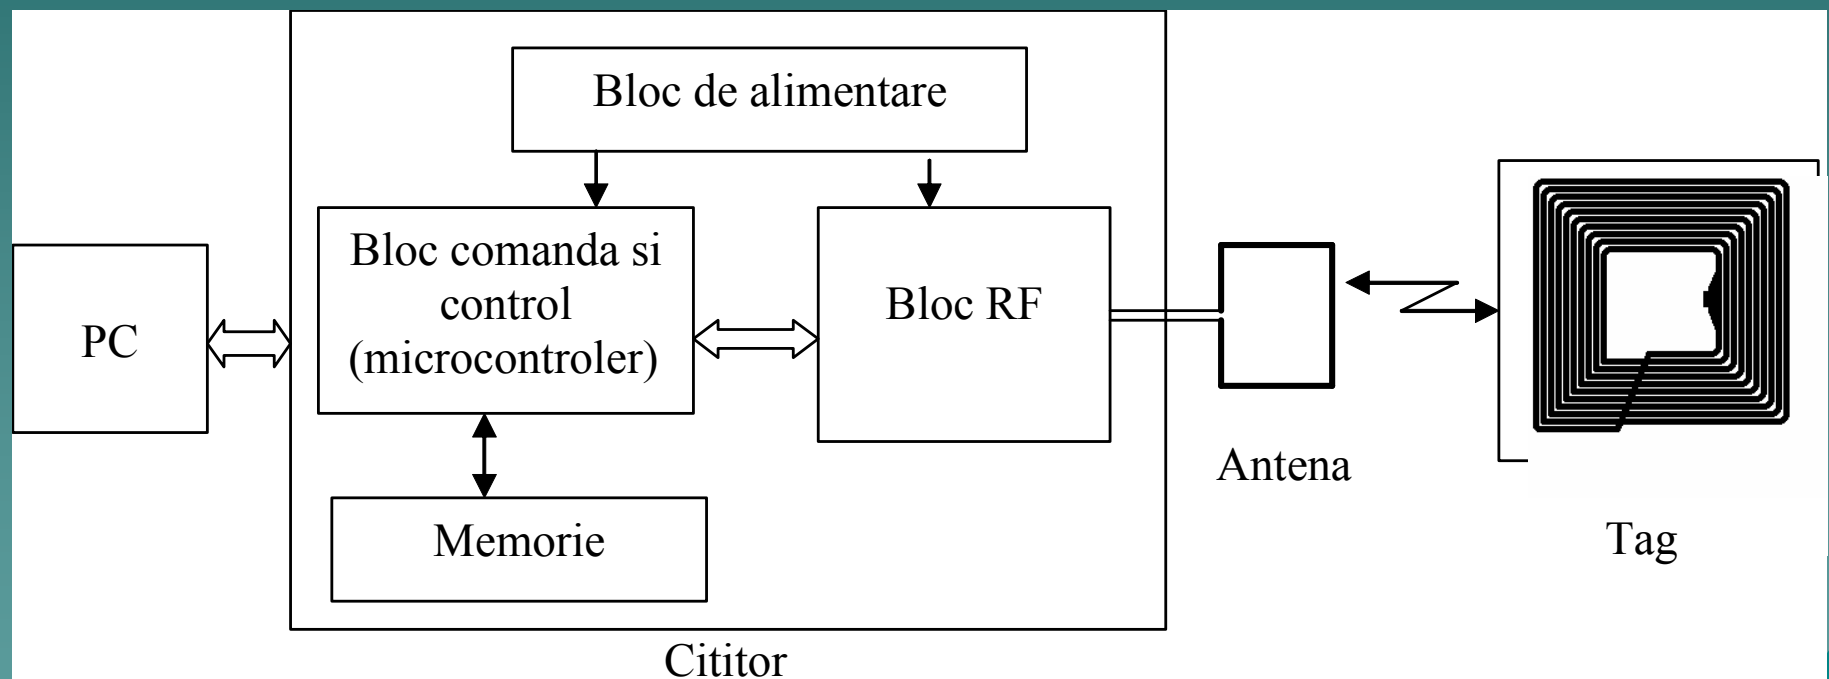 Bloc de alimentare
Bloc comanda si
control
(microcontroler)
Bloc RF
PC
Antena
Memorie
Tag
Cititor